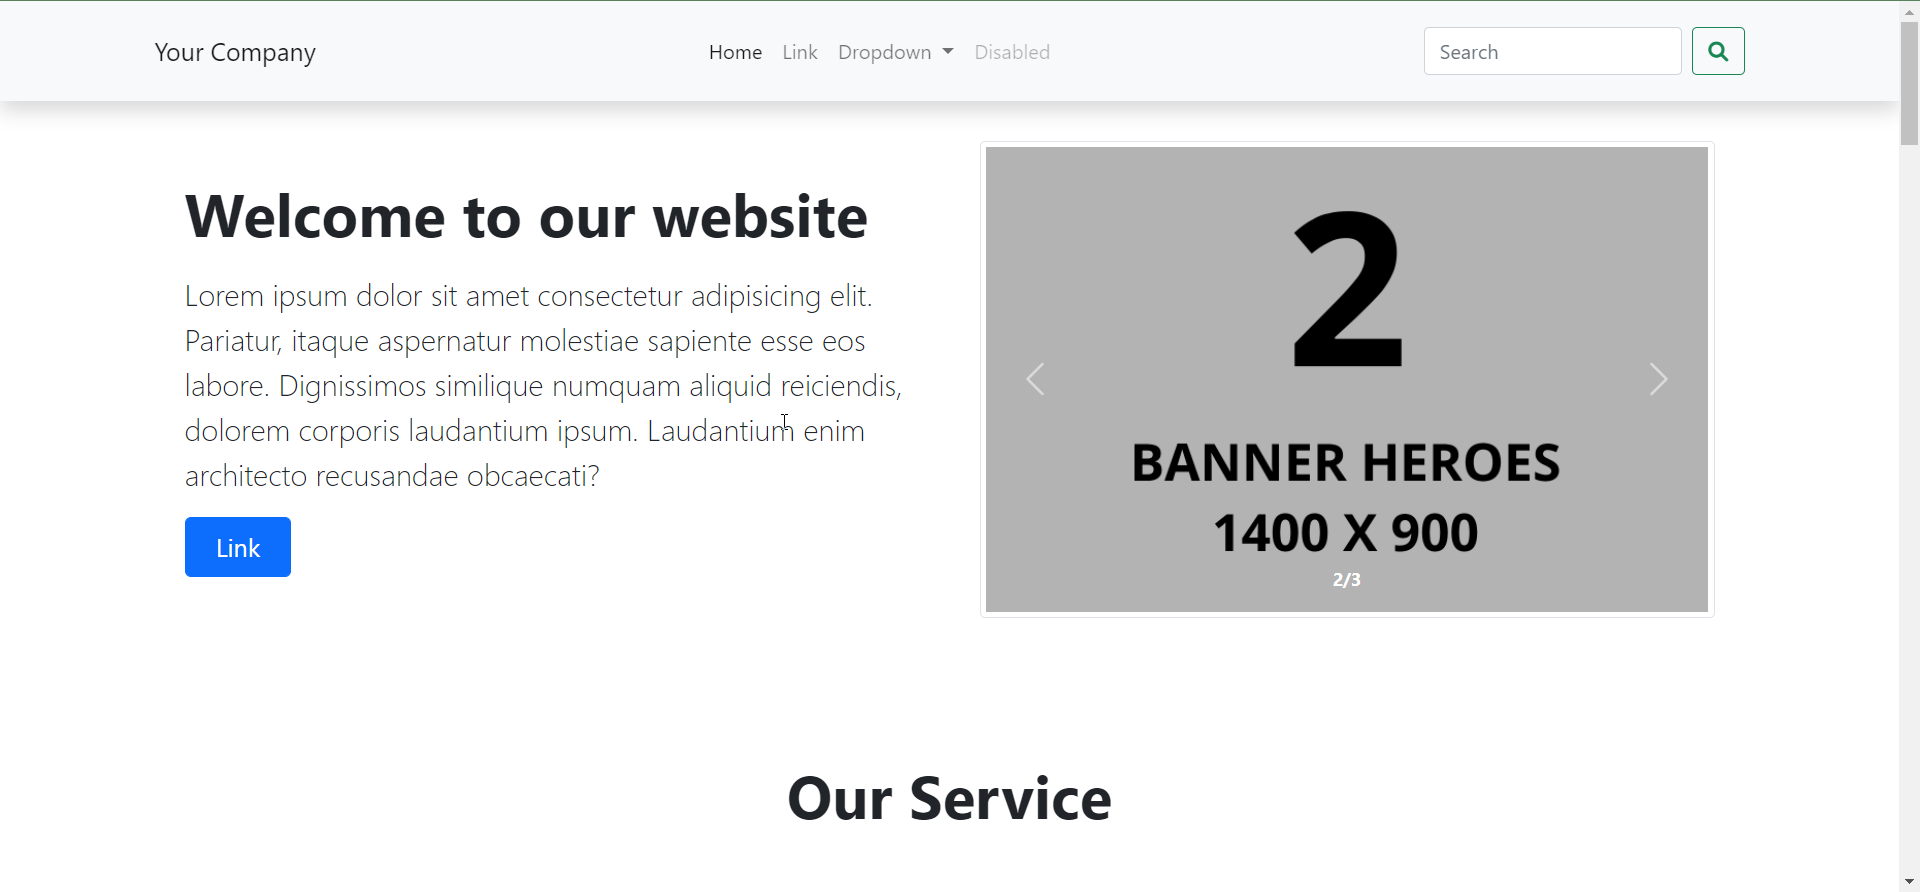 Your Company
Home Link Dropdown Disabled
Search
Welcome to our website
Lorem ipsum dolor sit amet consectetur adipisicing elit.
Pariatur, itaque aspernatur molestiae sapiente esse eos
labore. Dignissimos similique numquam aliquid reiciendis,
dolorem corporis laudantium ipsum. Laudantium enim
architecto recusandae obcaecati?
Link
2
BANNER HEROES
1400 X 900
2/3
Our Service